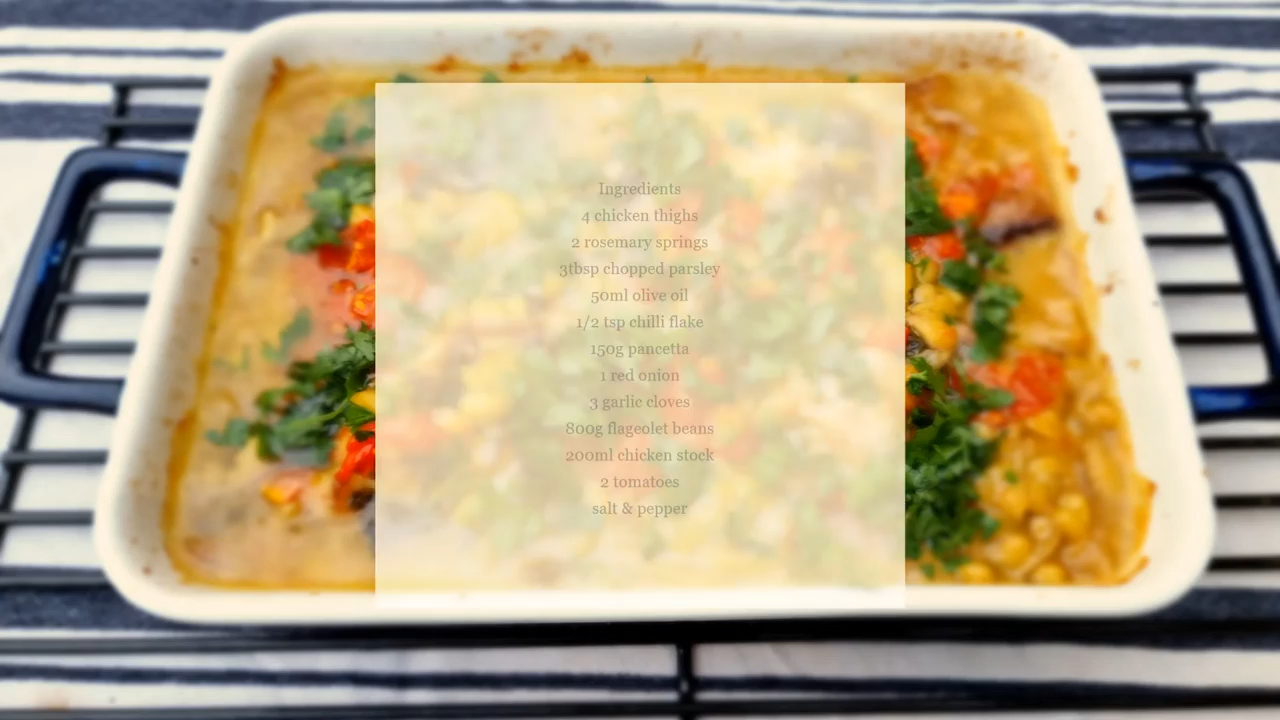 Ingredients
4 chicken thighs
2 rosemary springs
3tbsp chopped parsley
50ml olive oil
1/2 tsp chilli flake
150g pancetta
1 red onion
3 garlic cloves
800g flageolet beans
200ml chicken stock
2 tomatoes
salt & pepper